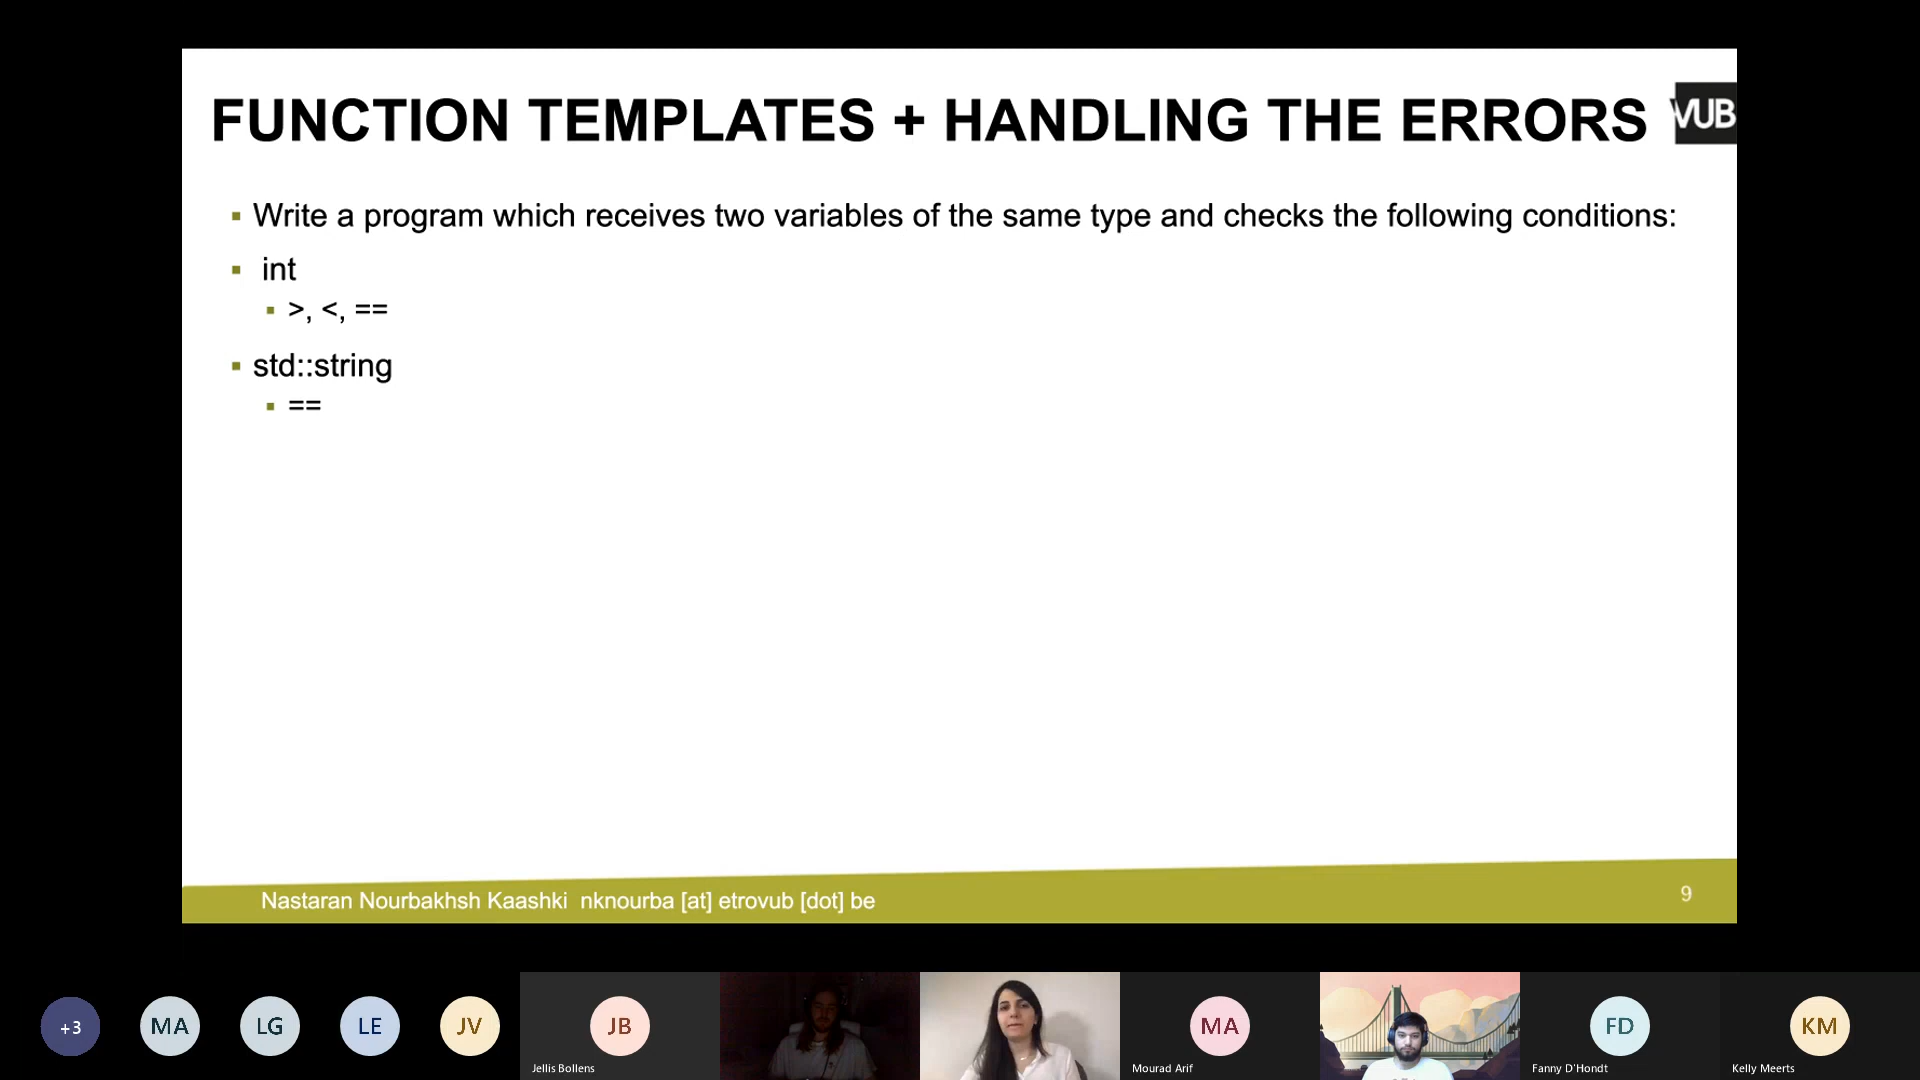 FUNCTION TEMPLATES + HANDLING THE ERRORS
VUB
▪ Write a program which receives two variables of the same type and checks the following conditions:
▪ int
▪ >, <, ==
▪ std::string
▪ ==
Nastaran Nourbakhsh Kaashki nknourba [at] etrovub [dot] be
9
+3
MA
LG
LE
JV
JB
MA
FD
KM
Jellis Bollens
Mourad Arif
Fanny D'Hondt
Kelly Meerts